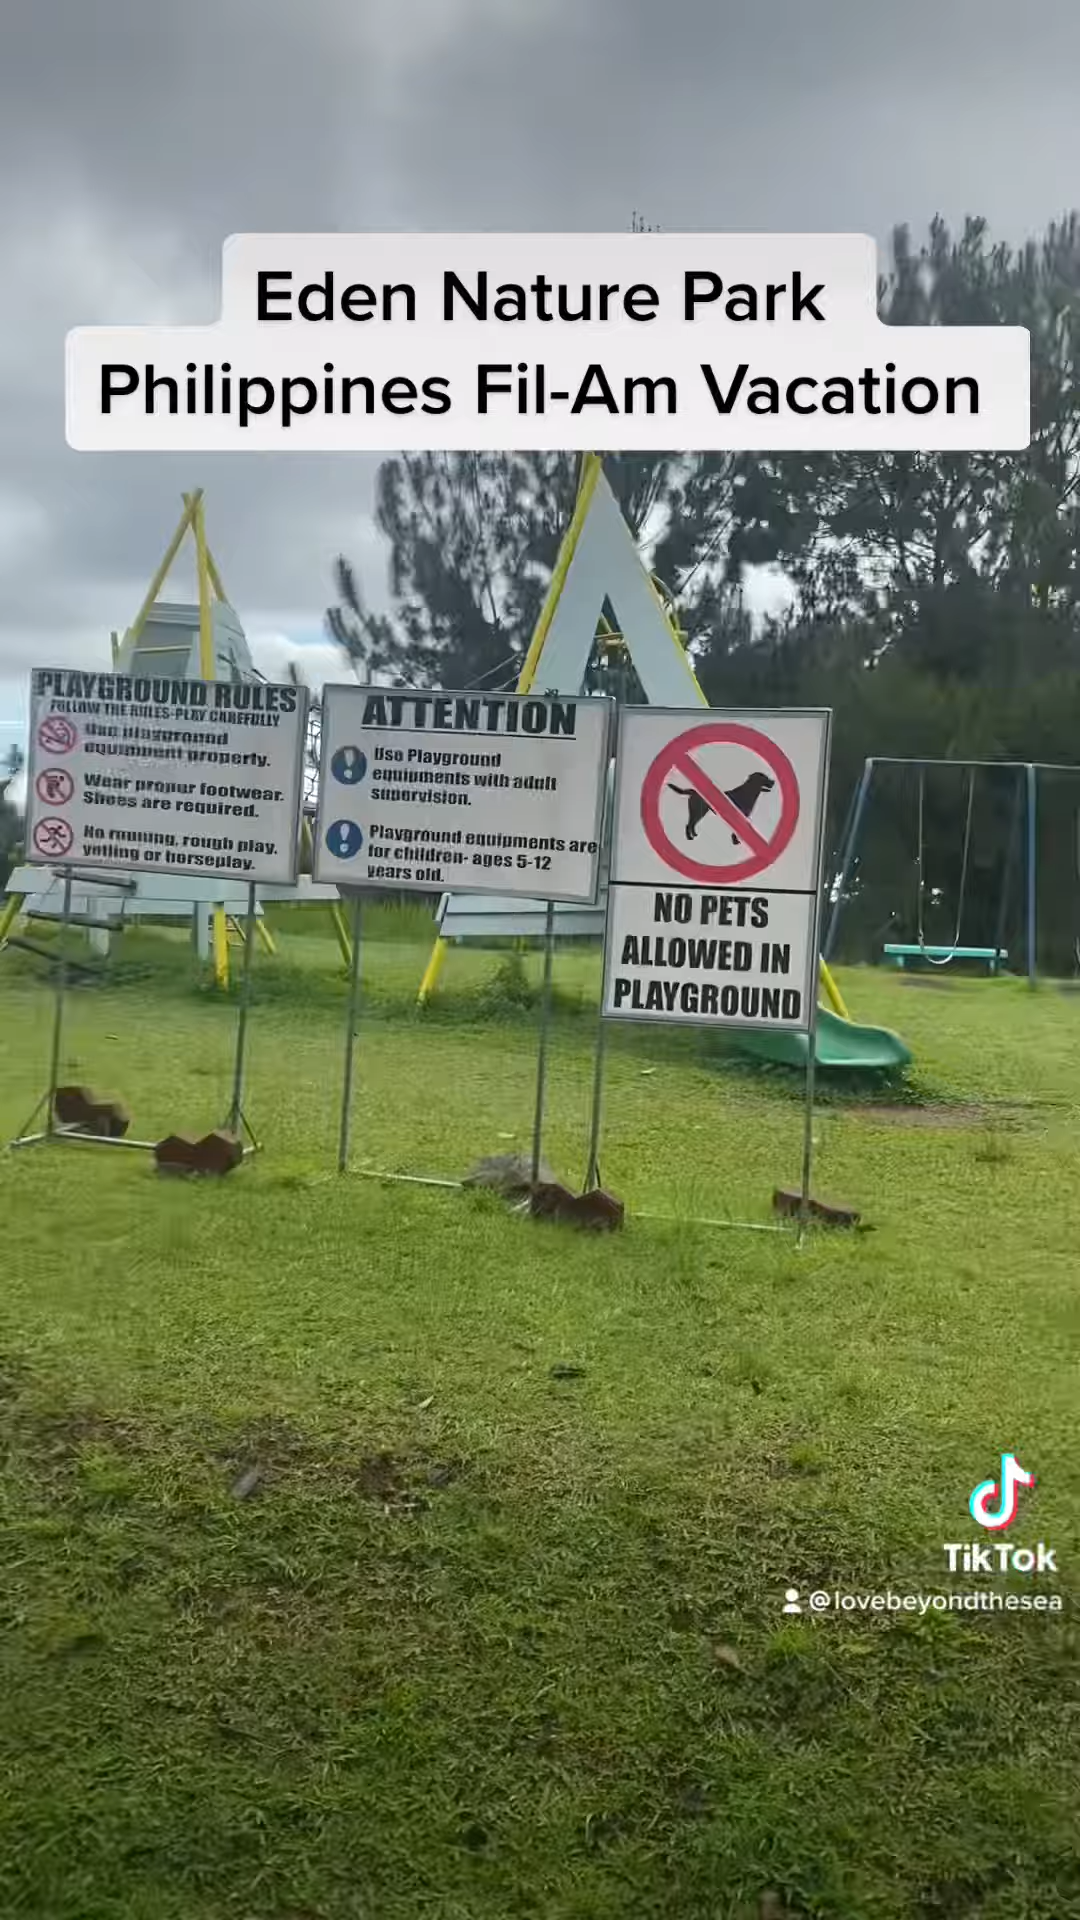 Eden Nature Park
Philippines Fil-Am Vacation
PLAYGROUND RULES
FOLLOW THE RULES-PLAY CAREFULLY
Use playground
equipment properly.
Wear proper footwear.
Shoes are required.
No running, rough play,
yelling or horseplay.
ATTENTION
Use Playground
equipments with adult
supervision.
Playground equipments are
for children- ages 5-12
years old.
NO PETS
ALLOWED IN
PLAYGROUND
TikTok
@lovebeyondthesea